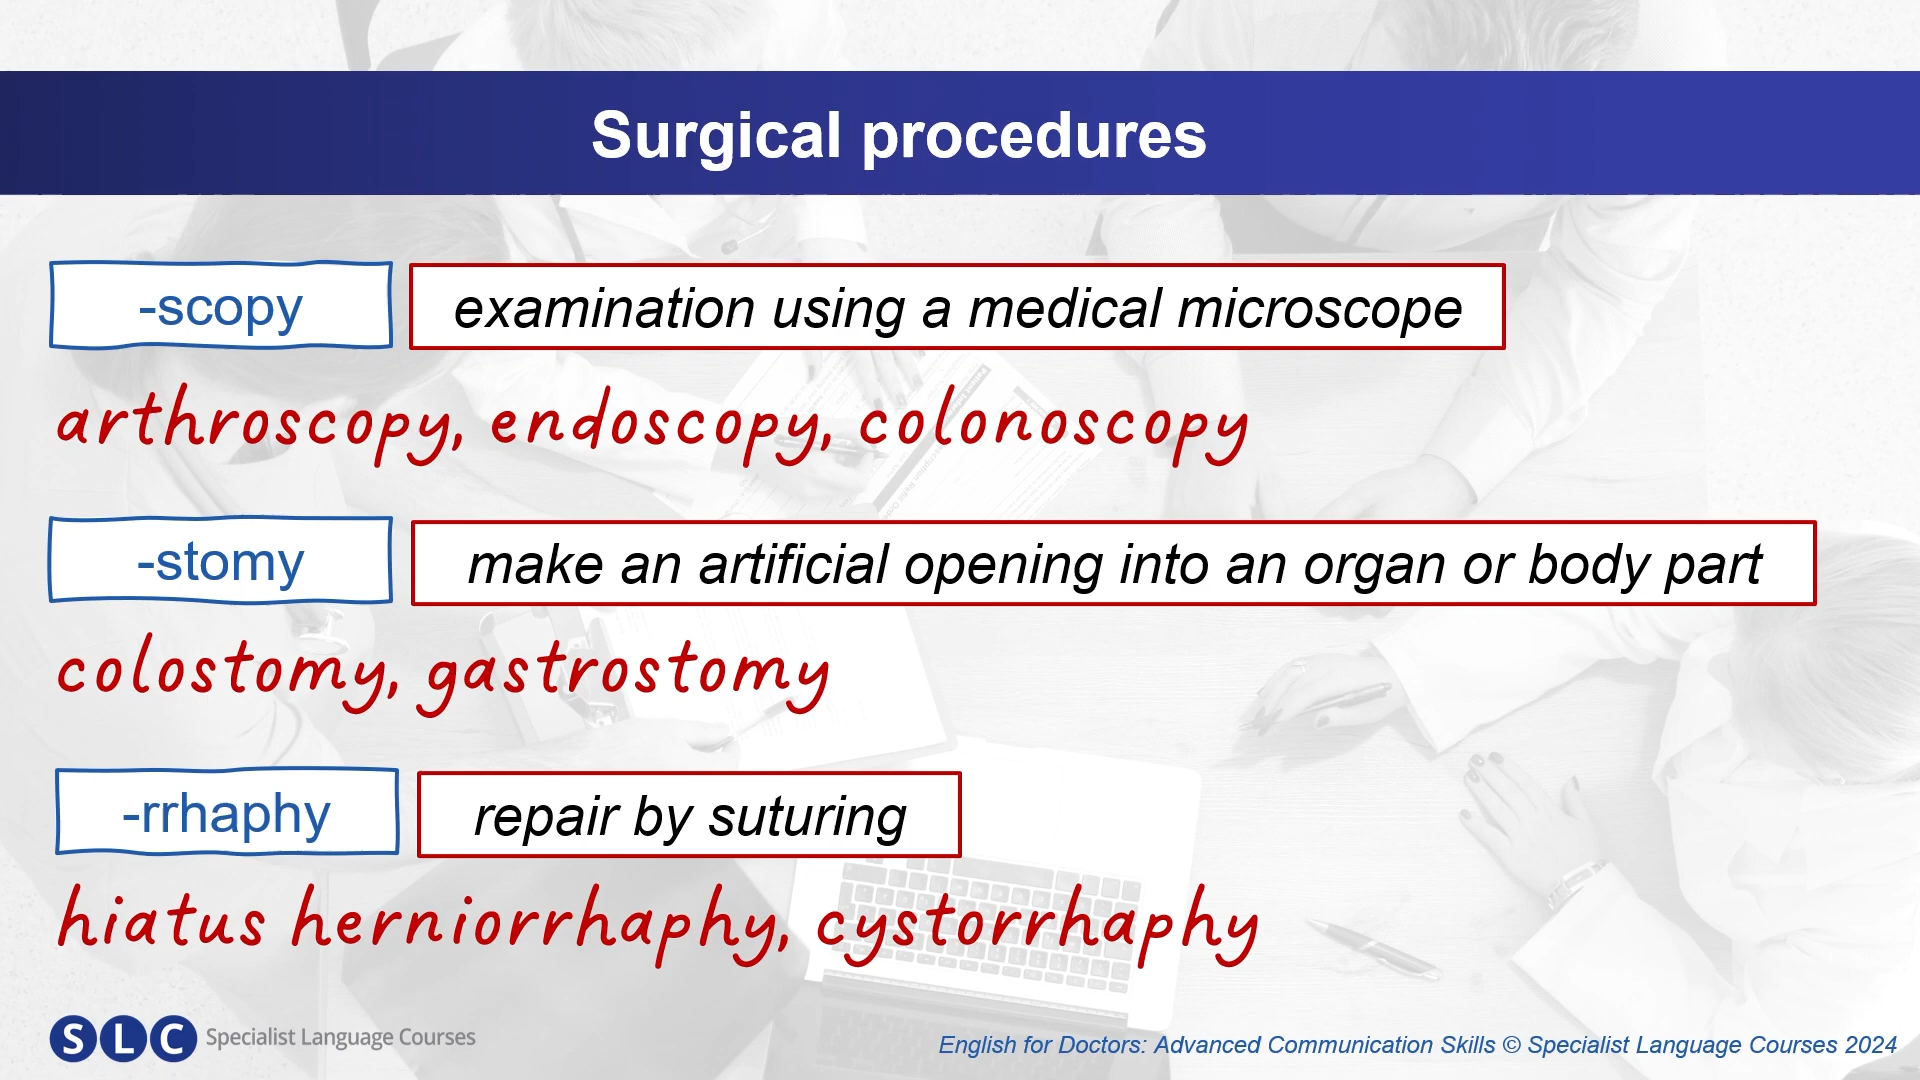 Surgical procedures
-scopy
examination using a medical microscope
arthroscopy, endoscopy, colonoscopy
-stomy
make an artificial opening into an organ or body part
colostomy, gastrostomy
-rrhaphy
repair by suturing
hiatus herniorrhaphy, cystorrhaphy
SLC Specialist Language Courses
English for Doctors: Advanced Communication Skills © Specialist Language Courses 2024